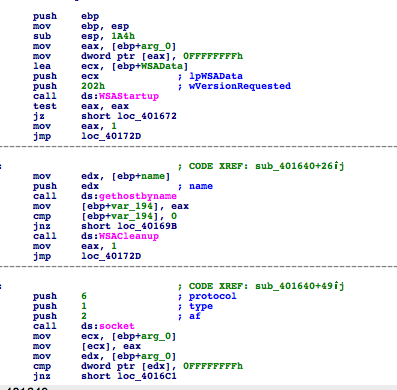 push ebp
mov ebp, esp
sub esp, 1A4h
mov eax, [ebp+arg_0]
mov dword ptr [eax], 0FFFFFFFFh
lea ecx, [ebp+WSAData]
push ecx ; lpWSAData
push 202h ; wVersionRequested
call ds:WSAStartup
test eax, eax
jz short loc_401672
mov eax, 1
jmp loc_40172D
; CODE XREF: sub_401640+26↑j
mov edx, [ebp+name]
push edx ; name
call ds:gethostbyname
mov [ebp+var_194], eax
cmp [ebp+var_194], 0
jnz short loc_40169B
call ds:WSACleanup
mov eax, 1
jmp loc_40172D
; CODE XREF: sub_401640+49↑j
push 6 ; protocol
push 1 ; type
push 2 ; af
call ds:socket
mov ecx, [ebp+arg_0]
mov [ecx], eax
mov edx, [ebp+arg_0]
cmp dword ptr [edx], 0FFFFFFFFh
jnz short loc_4016C1